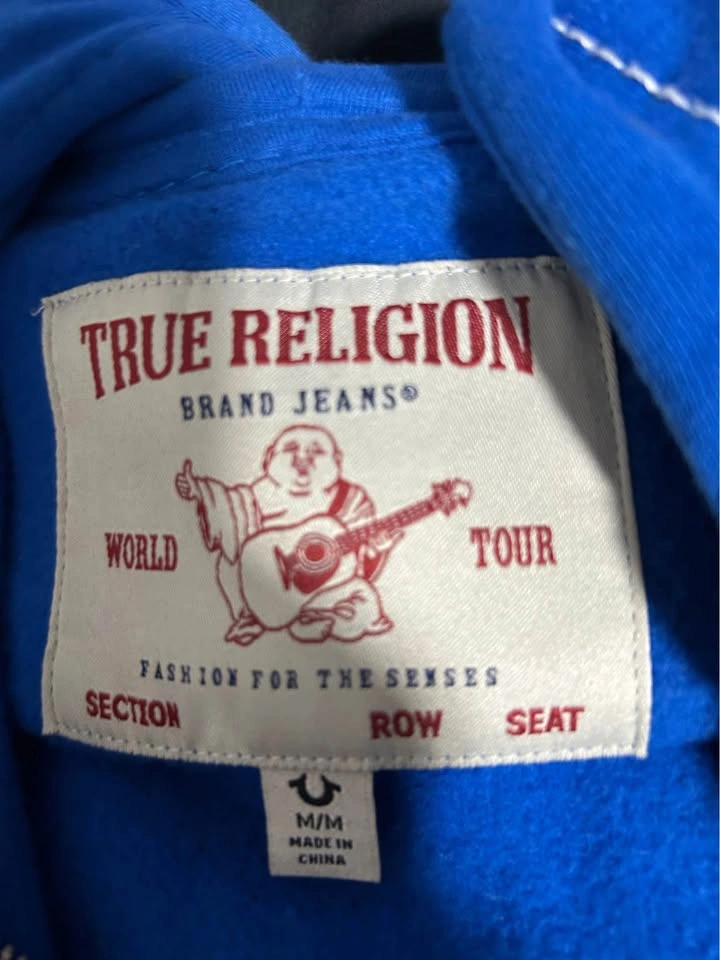 TRUE RELIGION
BRAND JEANS®
WORLD TOUR
FASHION FOR THE SENSES
SECTION ROW SEAT
M/M
MADE IN
CHINA